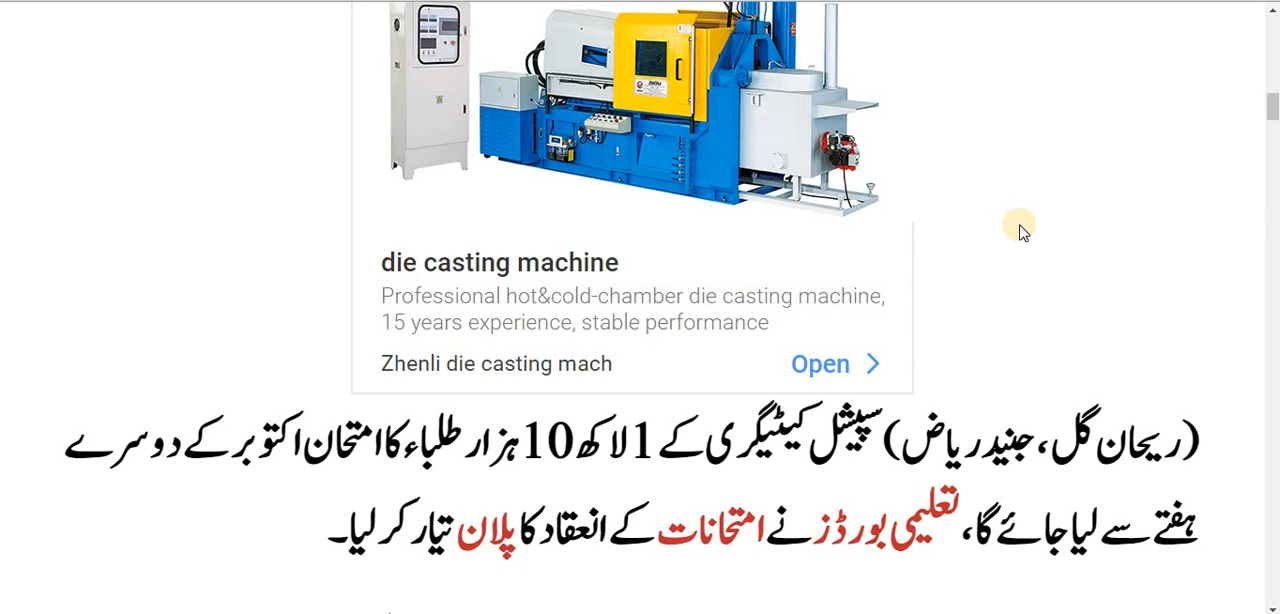 die casting machine
Professional hot&cold-chamber die casting machine,
15 years experience, stable performance
Zhenli die casting mach
Open
(ریحان گل، جنید ریاض) سپیشل کیٹیگری کے 1 لاکھ 10 ہزار طلباء کا امتحان اکتوبر کے دوسرے
ہفتے سے لیا جائے گا، تعلیمی بورڈز نے امتحانات کے انعقاد کا پلان تیار کر لیا۔